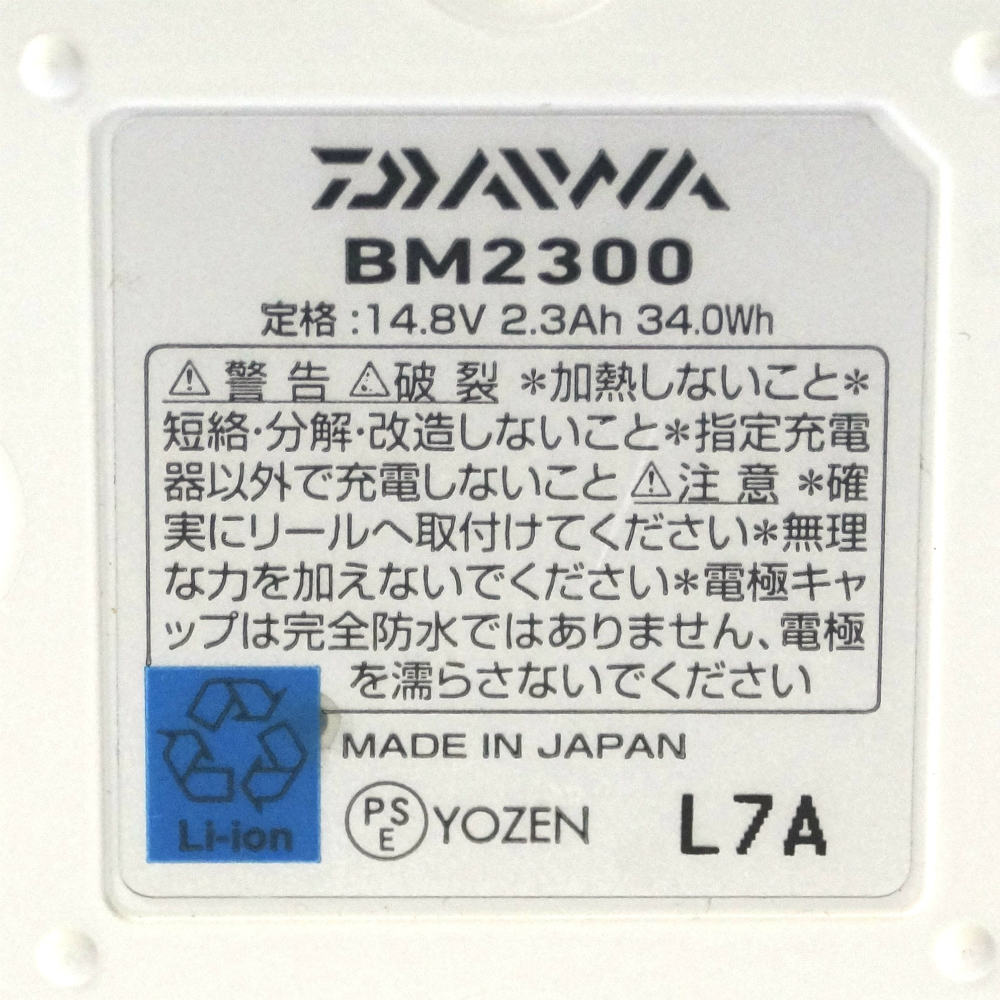 DAIWA
BM2300
定格:14.8V 2.3Ah 34.0Wh
⚠警告 ⚠破裂 *加熱しないこと*
短絡・分解・改造しないこと*指定充電
器以外で充電しないこと ⚠注意 *確
実にリールへ取付けてください*無理
な力を加えないでください*電極キャ
ップは完全防水ではありません、電極
を濡らさないでください
MADE IN JAPAN
PSE YOZEN L7A
Li-ion